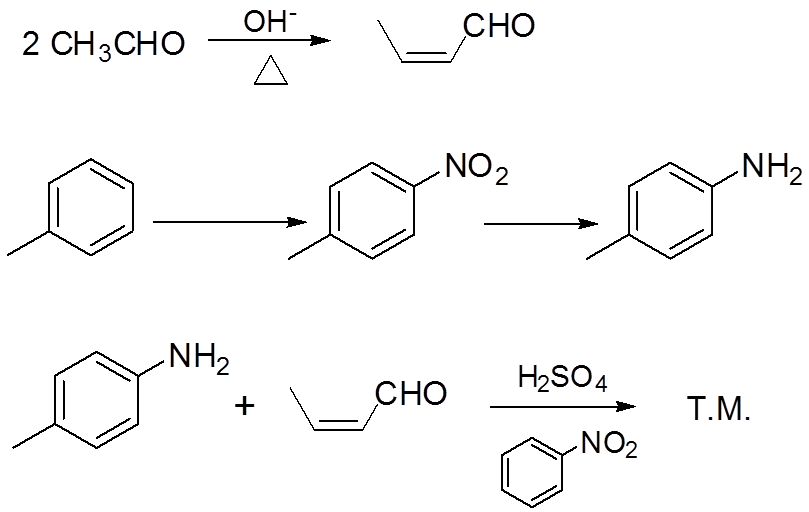 2 CH₃CHO OH⁻ CHO
△
NO₂ NH₂
NH₂ + CHO H₂SO₄ T.M.
NO₂